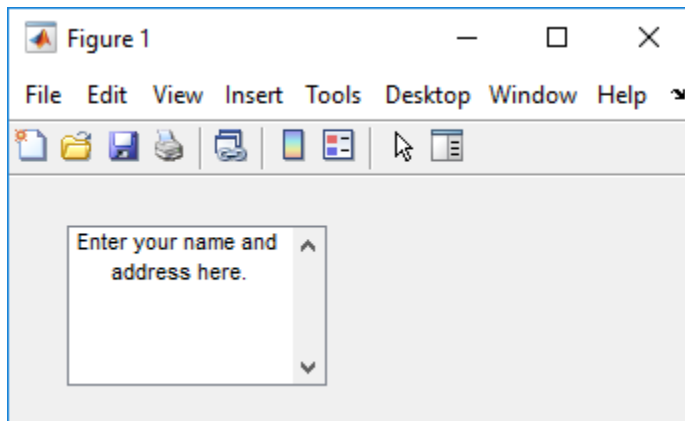 Figure 1
File Edit View Insert Tools Desktop Window Help
Enter your name and
address here.